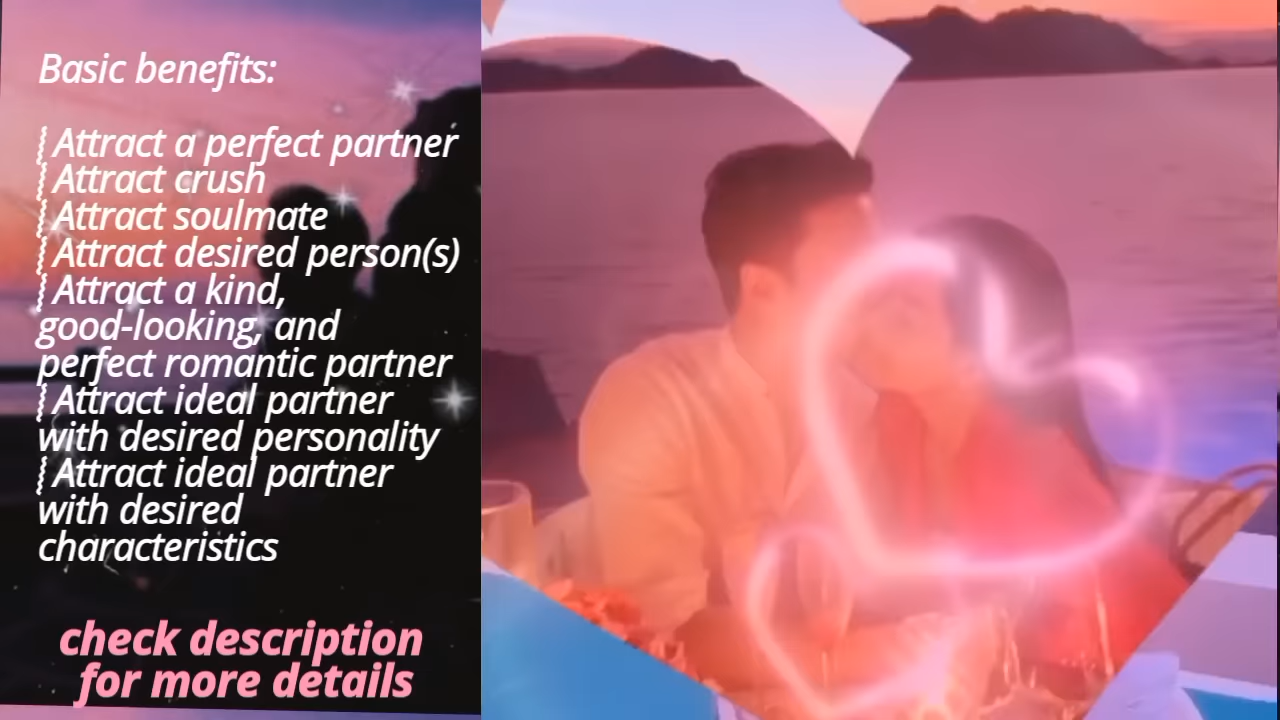 Basic benefits:
⸾ Attract a perfect partner
⸾ Attract crush
⸾ Attract soulmate
⸾ Attract desired person(s)
⸾ Attract a kind,
good-looking, and
perfect romantic partner
⸾ Attract ideal partner
with desired personality
⸾ Attract ideal partner
with desired
characteristics
check description
for more details